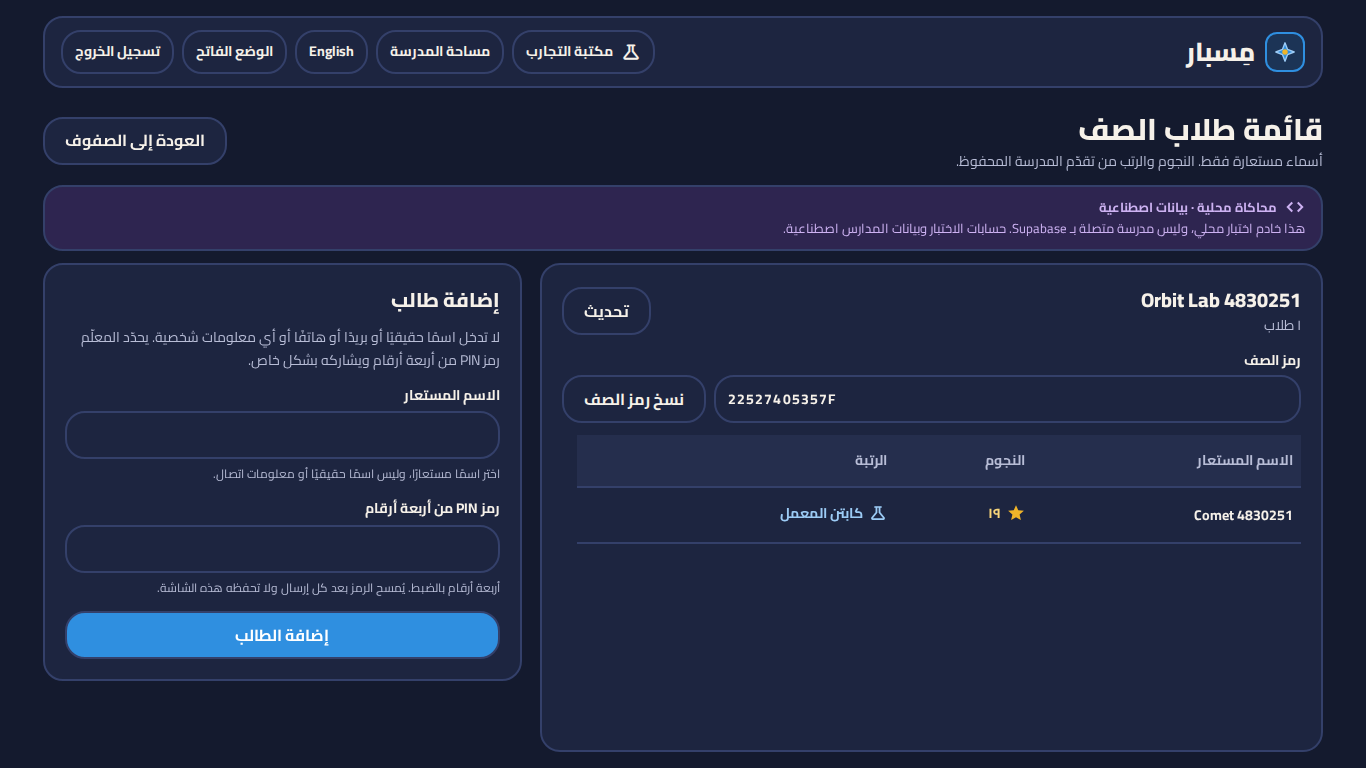 مِسبار
مكتبة التجارب
مساحة المدرسة
English
الوضع الفاتح
تسجيل الخروج
قائمة طلاب الصف
أسماء مستعارة فقط. النجوم والرتب من تقدّم المدرسة المحفوظ.
العودة إلى الصفوف
محاكاة محلية · بيانات اصطناعية
هذا خادم اختبار محلي، وليس مدرسة متصلة بـ Supabase. حسابات الاختبار وبيانات المدارس اصطناعية.
Orbit Lab 4830251
١ طلاب
تحديث
رمز الصف
22527405357F
نسخ رمز الصف
الاسم المستعار
النجوم
الرتبة
Comet 4830251
١٩
كابتن المعمل
إضافة طالب
لا تدخل اسمًا حقيقيًا أو بريدًا أو هاتفًا أو أي معلومات شخصية. يحدّد المعلّم
رمز PIN من أربعة أرقام ويشاركه بشكل خاص.
الاسم المستعار
اختر اسمًا مستعارًا، وليس اسمًا حقيقيًا أو معلومات اتصال.
رمز PIN من أربعة أرقام
أربعة أرقام بالضبط. يُمسح الرمز بعد كل إرسال ولا تحفظه هذه الشاشة.
إضافة الطالب